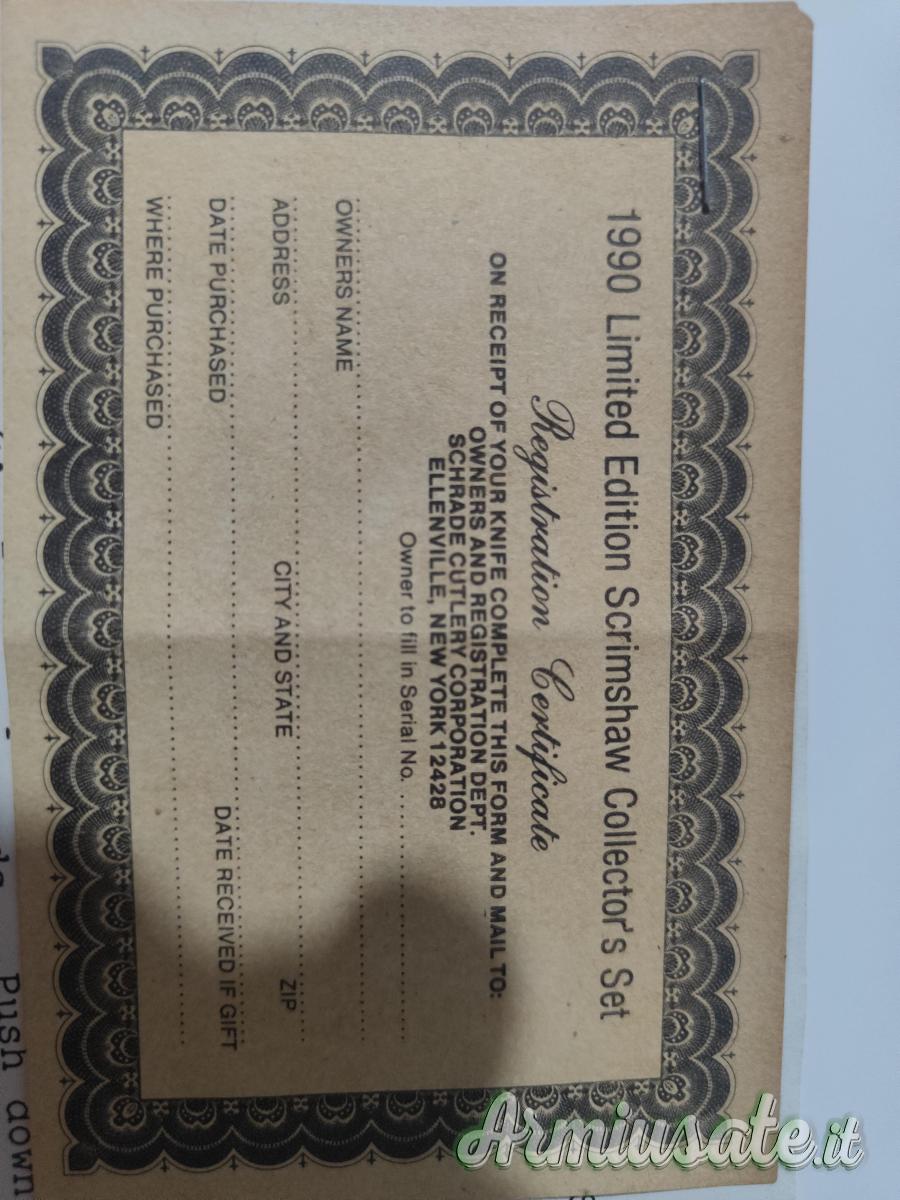 1990 Limited Edition Scrimshaw Collector's Set
Registration Certificate
ON RECEIPT OF YOUR KNIFE COMPLETE THIS FORM AND MAIL TO:
OWNERS AND REGISTRATION DEPT.
SCHRADE CUTLERY CORPORATION
ELLENVILLE, NEW YORK 12428
Owner to fill in Serial No.
OWNERS NAME
ADDRESS CITY AND STATE ZIP
DATE PURCHASED DATE RECEIVED IF GIFT
WHERE PURCHASED
Push down
Armiusate.it